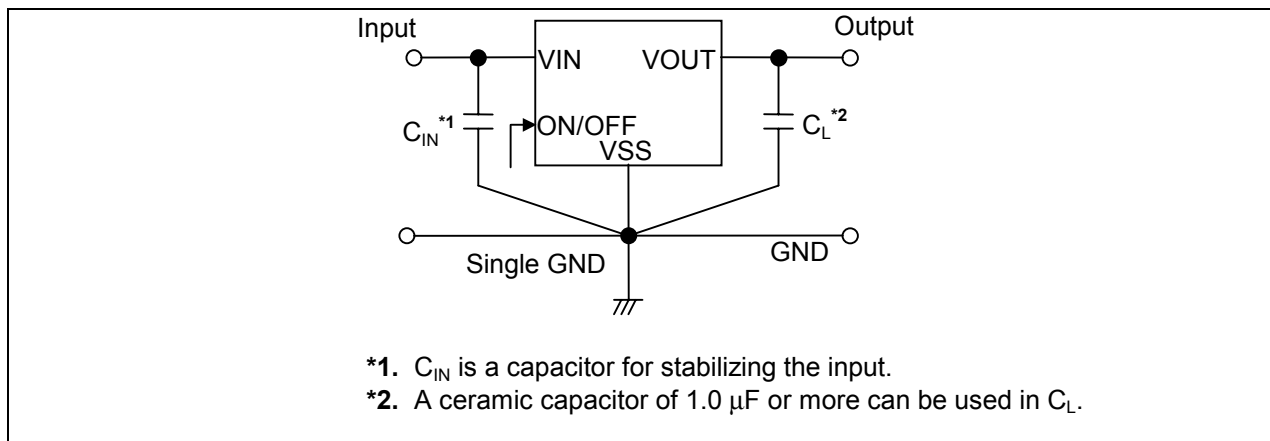 Input
Output
VIN
VOUT
C_IN*1
ON/OFF
C_L*2
VSS
Single GND
GND
*1. C_IN is a capacitor for stabilizing the input.
*2. A ceramic capacitor of 1.0 μF or more can be used in C_L.